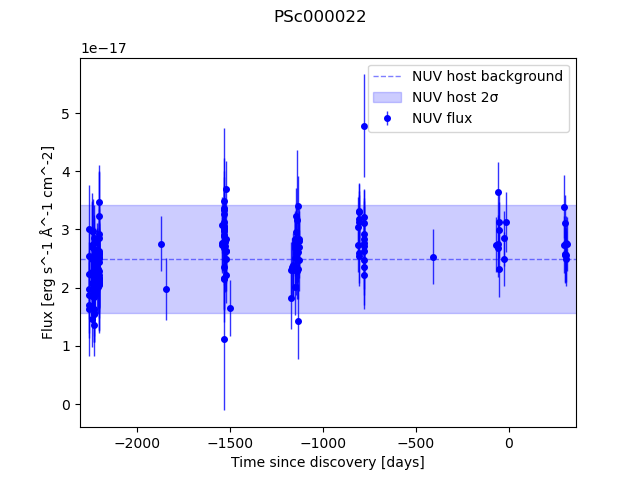 PSc000022
1e−17
NUV host background
NUV host 2σ
NUV flux
Flux [erg s^-1 Å^-1 cm^-2]
5
4
3
2
1
0
−2000
−1500
−1000
−500
0
Time since discovery [days]